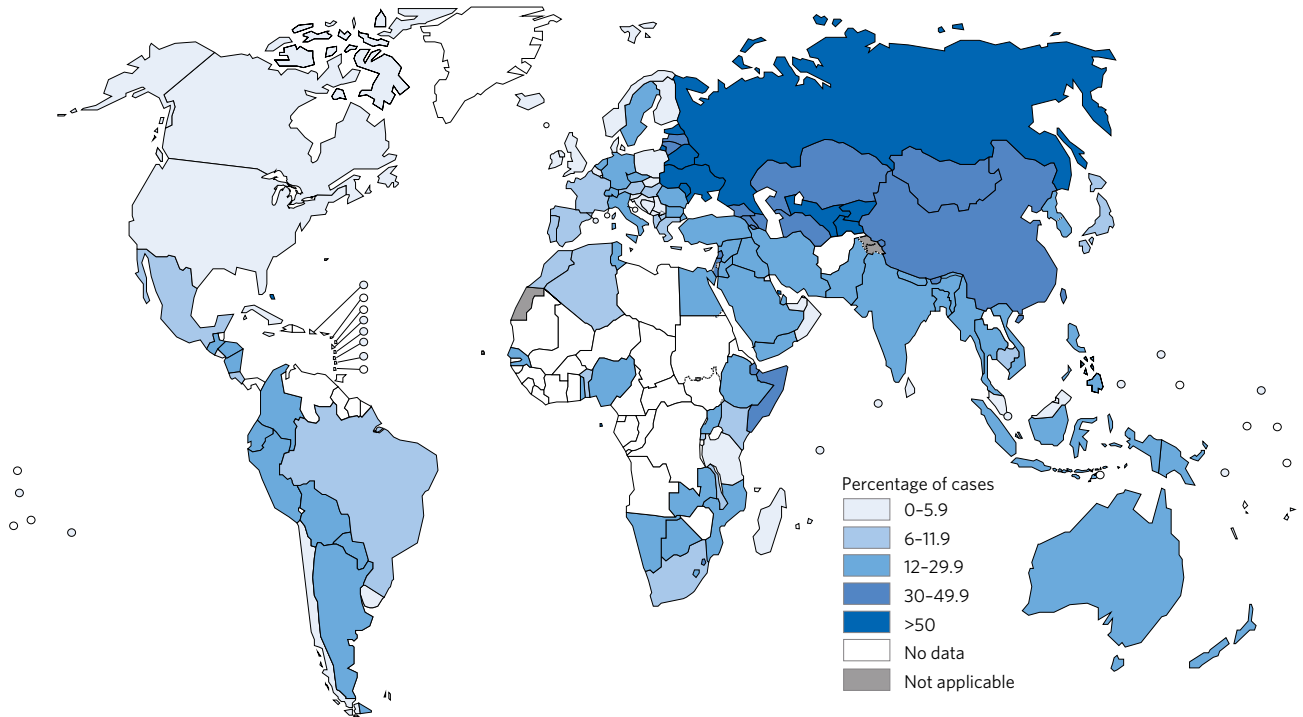 Percentage of cases
0–5.9
6–11.9
12–29.9
30–49.9
>50
No data
Not applicable